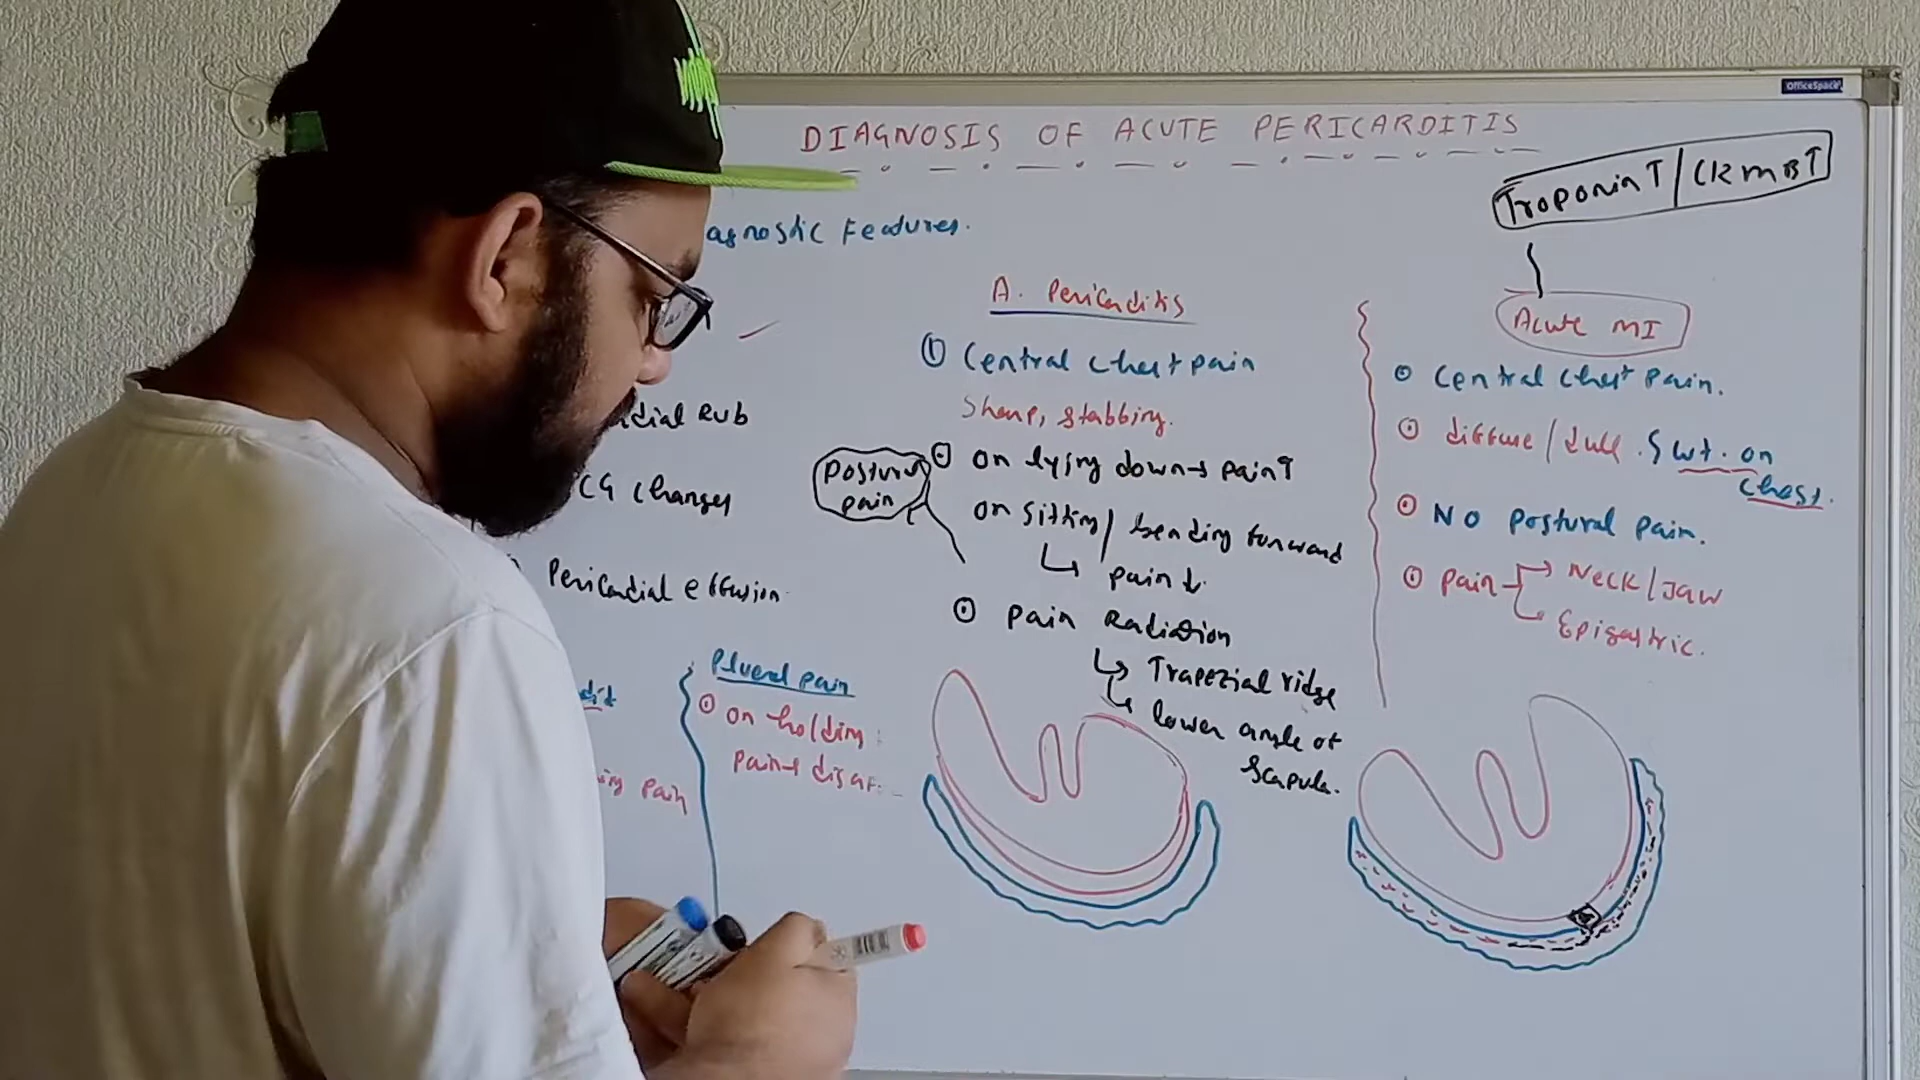 OfficeSpace
DIAGNOSIS OF ACUTE PERICARDITIS
Troponin T / CK MB T
agnostic Features.
A. Pericarditis
Central chest pain
Sharp, stabbing.
on lying down → pain ↑
on sitting / bending forward
↳ pain ↓.
Postural
pain
Pain Radiation
↳ Trapezial ridge
↳ lower angle of
Scapula.
Acute MI
Central chest pain.
diffuse / dull. § wt. on
chest.
No postural pain.
Pain → Neck / Jaw
Epigastric.
dial Rub
CG changes
Pericardial effusion
dit
ing pain
Pleural pain
on holding
pain → disap